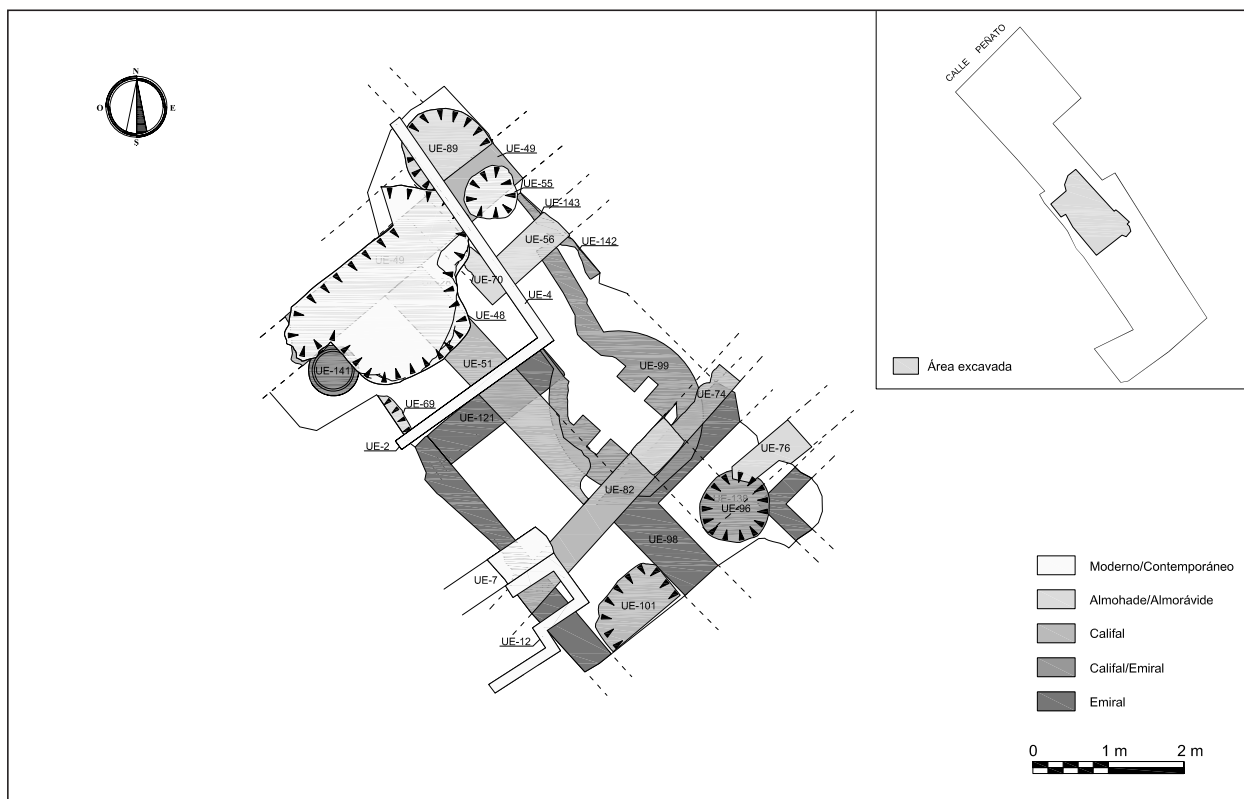 N
O
E
S
CALLE PEÑATO
Área excavada
UE-89
UE-49
UE-55
UE-143
UE-56
UE-142
UE-49
UE-70
UE-4
UE-48
UE-51
UE-99
UE-141
UE-74
UE-69
UE-121
UE-2
UE-76
UE-82
UE-138
UE-96
UE-98
UE-7
UE-101
UE-12
Moderno/Contemporáneo
Almohade/Almorávide
Califal
Califal/Emiral
Emiral
0 1 m 2 m